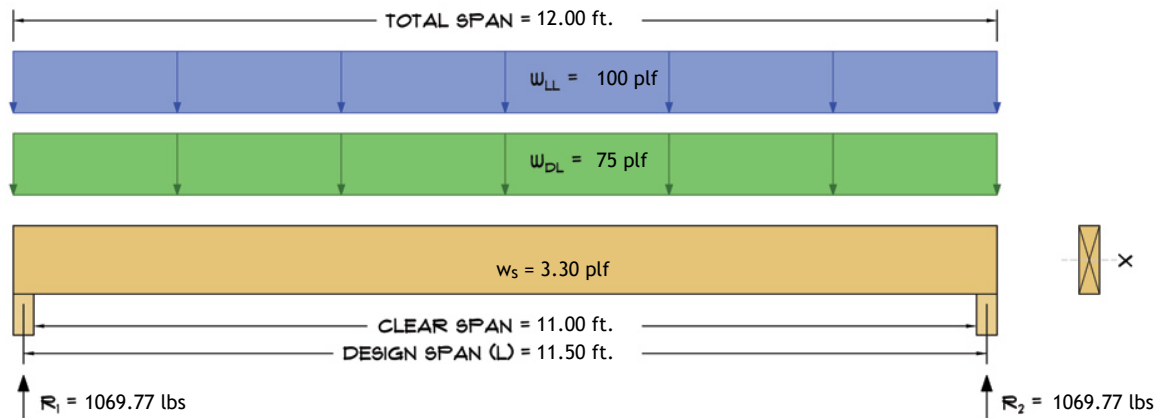 TOTAL SPAN = 12.00 ft.
WLL = 100 plf
WDL = 75 plf
ws = 3.30 plf
X
CLEAR SPAN = 11.00 ft.
DESIGN SPAN (L) = 11.50 ft.
R1 = 1069.77 lbs
R2 = 1069.77 lbs